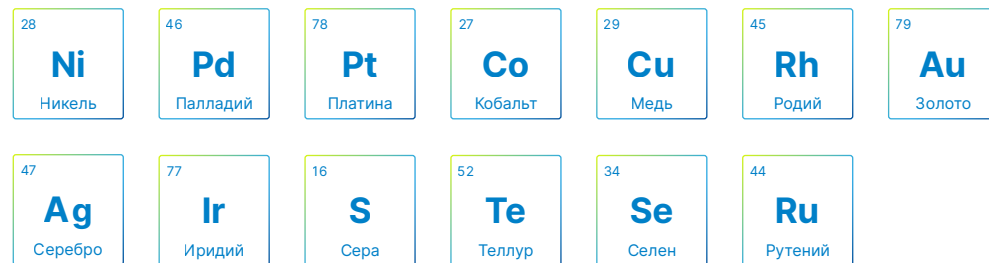 28 46 78 27 29 45 79
Ni Pd Pt Co Cu Rh Au
Никель Палладий Платина Кобальт Медь Родий Золото
47 77 16 52 34 44
Ag Ir S Te Se Ru
Серебро Иридий Сера Теллур Селен Рутений